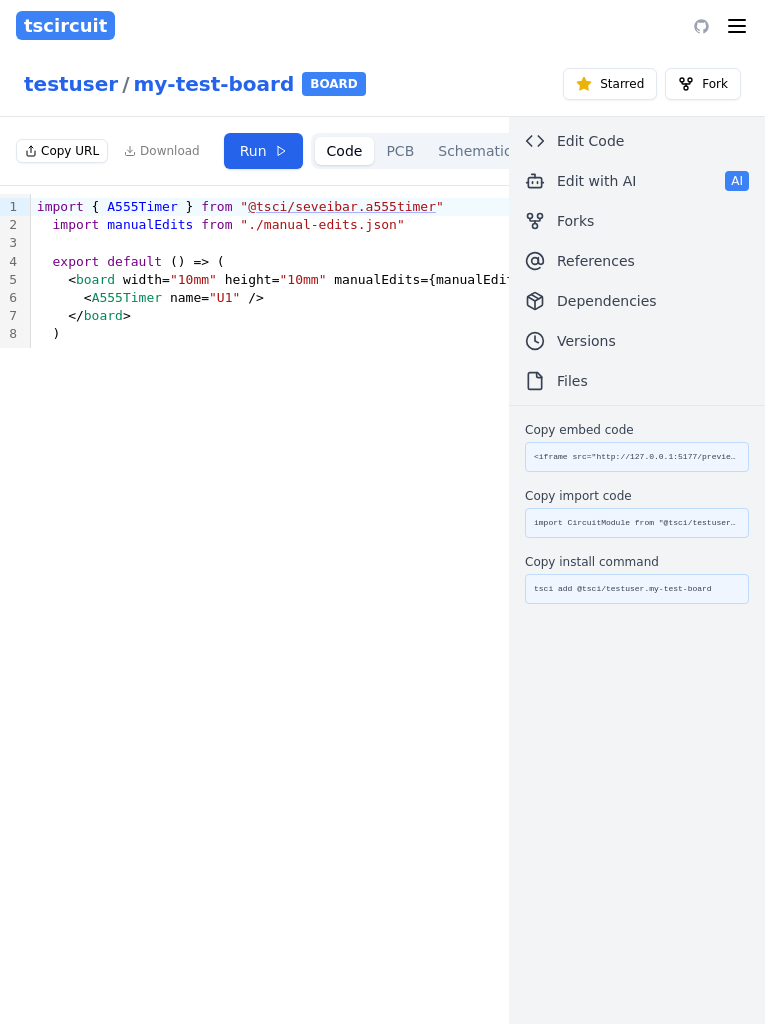 tscircuit
testuser/my-test-board BOARD
Starred
Fork
Copy URL
Download
Run
Code
PCB
Schematic
1 import { A555Timer } from "@tsci/seveibar.a555timer"
2 import manualEdits from "./manual-edits.json"
3
4 export default () => (
5 <board width="10mm" height="10mm" manualEdits={manualEdit
6 <A555Timer name="U1" />
7 </board>
8 )
Edit Code
Edit with AI AI
Forks
References
Dependencies
Versions
Files
Copy embed code
<iframe src="http://127.0.0.1:5177/previe…
Copy import code
import CircuitModule from "@tsci/testuser…
Copy install command
tsci add @tsci/testuser.my-test-board